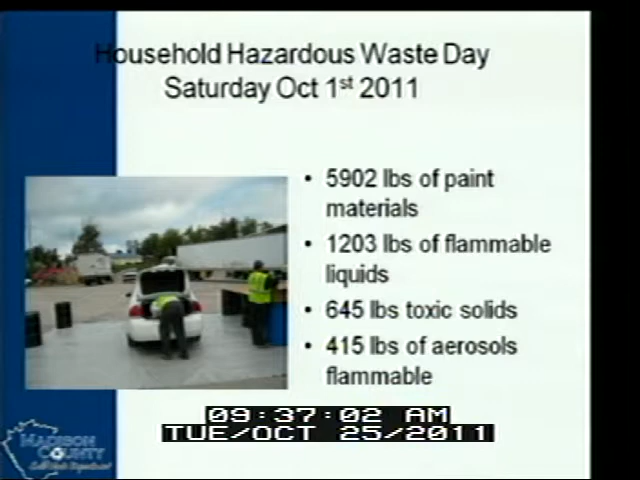 Household Hazardous Waste Day
Saturday Oct 1st 2011
• 5902 lbs of paint
materials
• 1203 lbs of flammable
liquids
• 645 lbs toxic solids
• 415 lbs of aerosols
flammable
09:37:02 AM
TUE/OCT 25/2011
MADISON
COUNTY